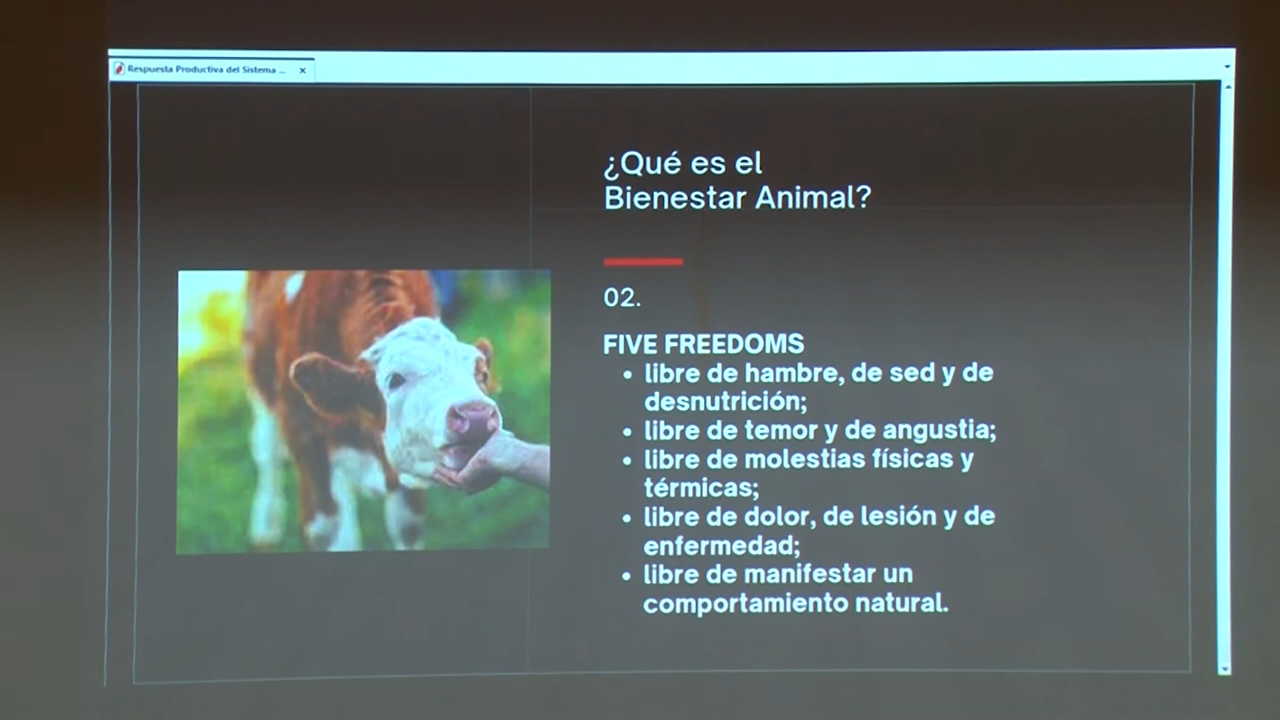 Respuesta Productiva del Sistema ...
¿Qué es el
Bienestar Animal?
02.
FIVE FREEDOMS
• libre de hambre, de sed y de
desnutrición;
• libre de temor y de angustia;
• libre de molestias físicas y
térmicas;
• libre de dolor, de lesión y de
enfermedad;
• libre de manifestar un
comportamiento natural.